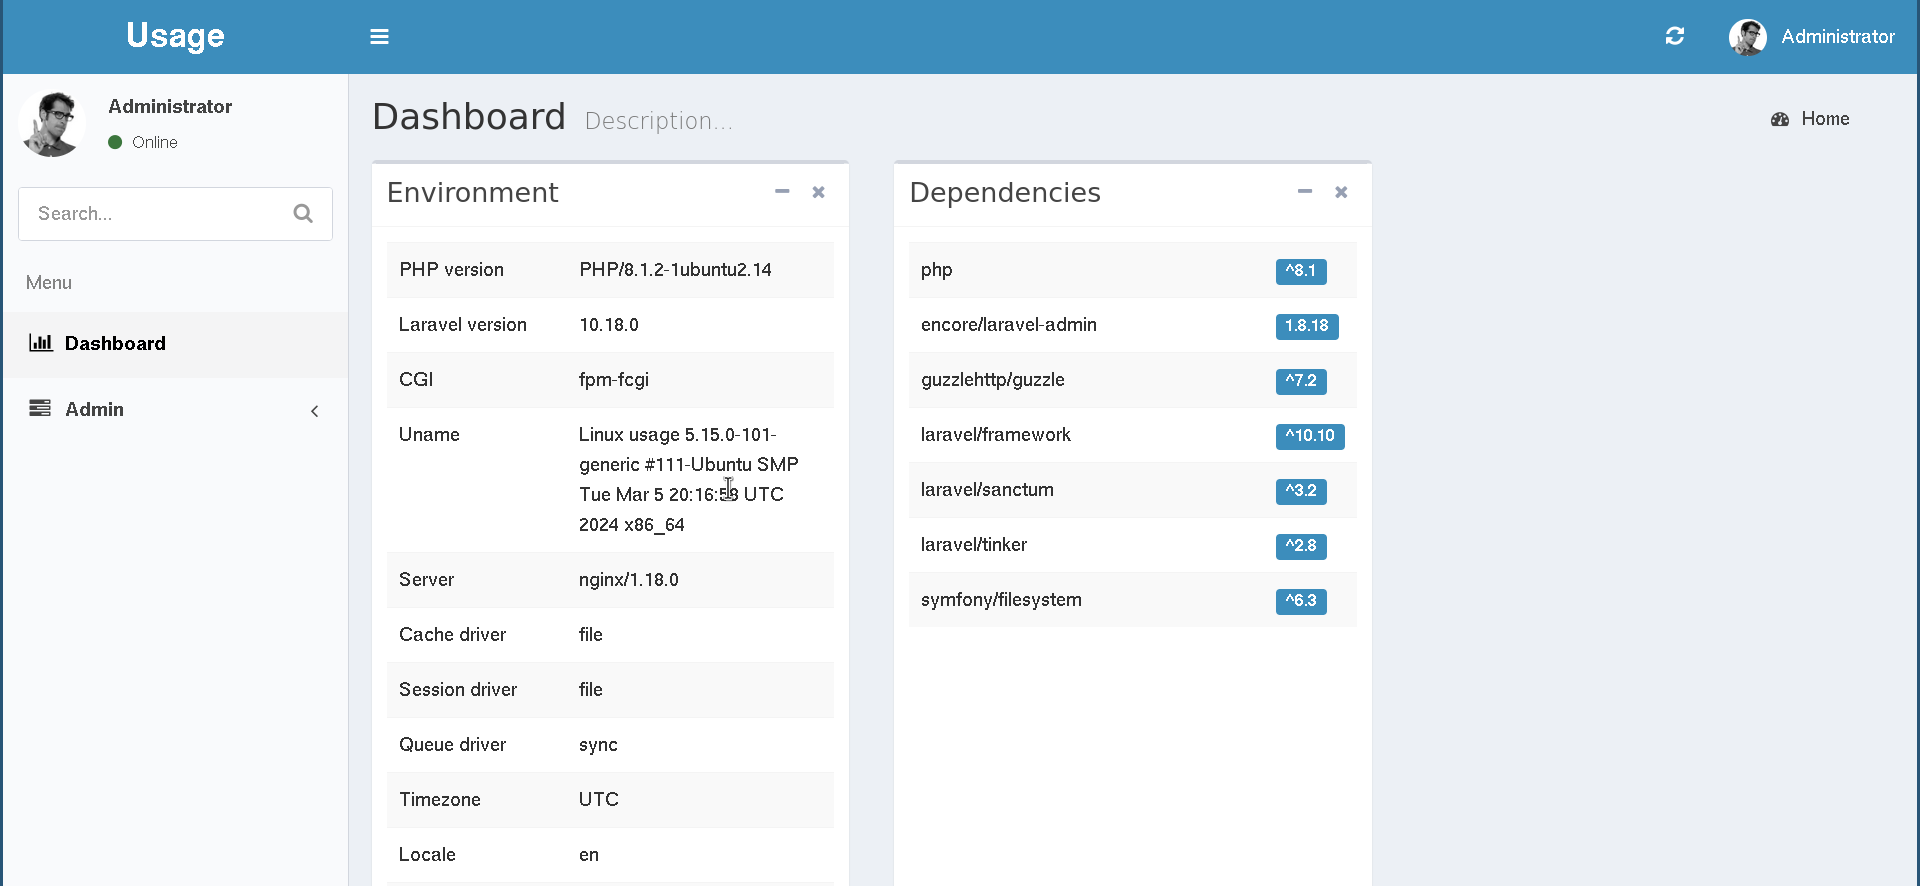 Usage
Administrator
Administrator
Online
Search...
Menu
Dashboard
Admin
Dashboard Description...
Home
Environment
PHP version PHP/8.1.2-1ubuntu2.14
Laravel version 10.18.0
CGI fpm-fcgi
Uname Linux usage 5.15.0-101-
generic #111-Ubuntu SMP
Tue Mar 5 20:16:58 UTC
2024 x86_64
Server nginx/1.18.0
Cache driver file
Session driver file
Queue driver sync
Timezone UTC
Locale en
Dependencies
php ^8.1
encore/laravel-admin 1.8.18
guzzlehttp/guzzle ^7.2
laravel/framework ^10.10
laravel/sanctum ^3.2
laravel/tinker ^2.8
symfony/filesystem ^6.3